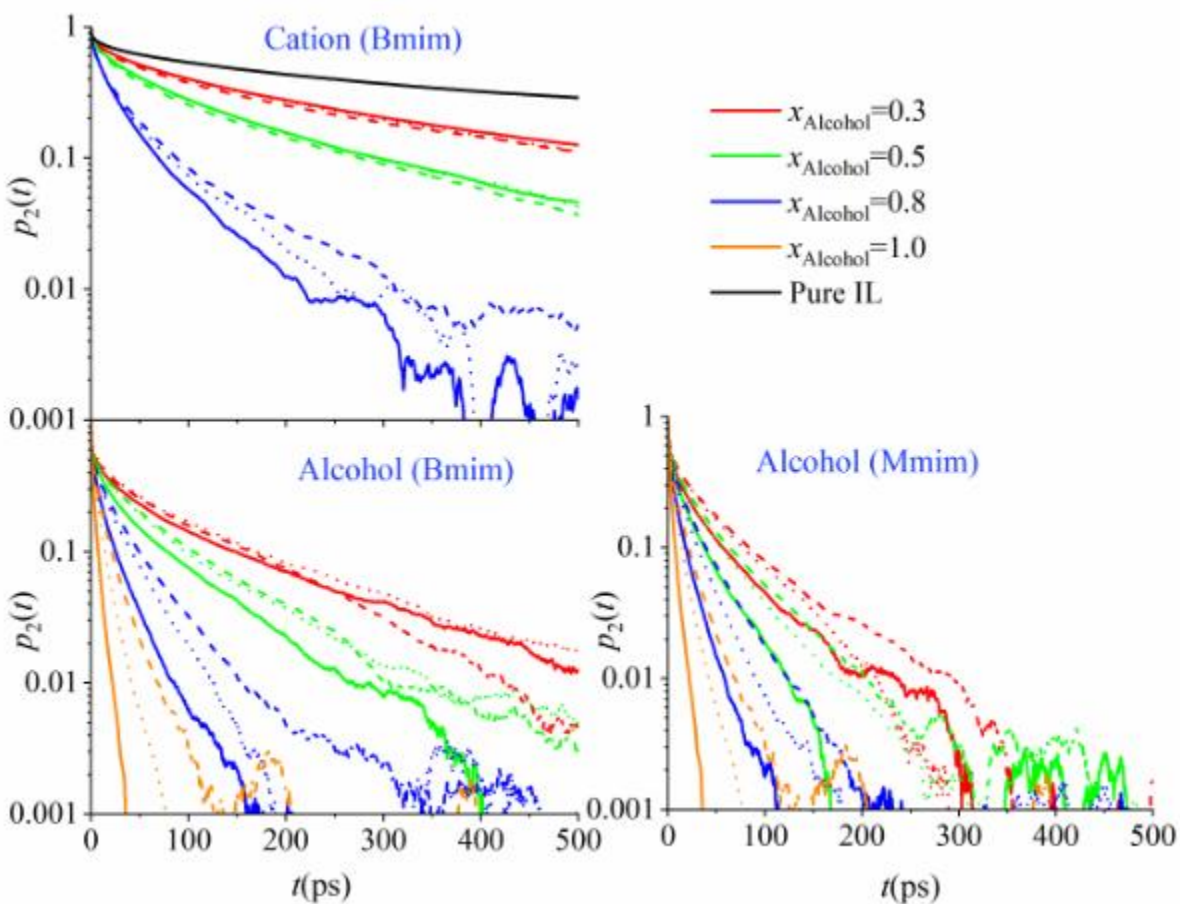 1
Cation (Bmim)
0.1
p2(t)
0.01
0.001
xAlcohol=0.3
xAlcohol=0.5
xAlcohol=0.8
xAlcohol=1.0
Pure IL
Alcohol (Bmim)
0.1
p2(t)
0.01
0.001
0 100 200 300 400 500
t(ps)
1
Alcohol (Mmim)
0.1
p2(t)
0.01
0.001
0 100 200 300 400 500
t(ps)